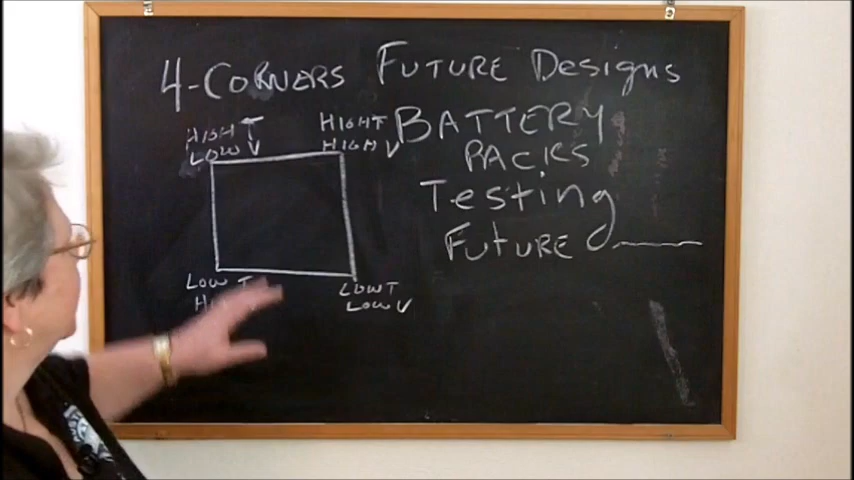 4-CORNERS FUTURE DESIGNS
HIGH T
LOW V
HIGH T
HIGH V
BATTERY
PACKS
Testing
FUTURE
LOW T
LOW T
LOW V